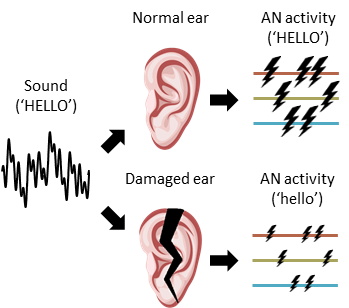 Normal ear
AN activity
(‘HELLO’)
Sound
(‘HELLO’)
Damaged ear
AN activity
(‘hello’)